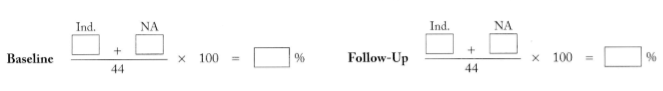 Ind. NA Ind. NA
Baseline + × 100 = % Follow-Up + × 100 = %
44 44